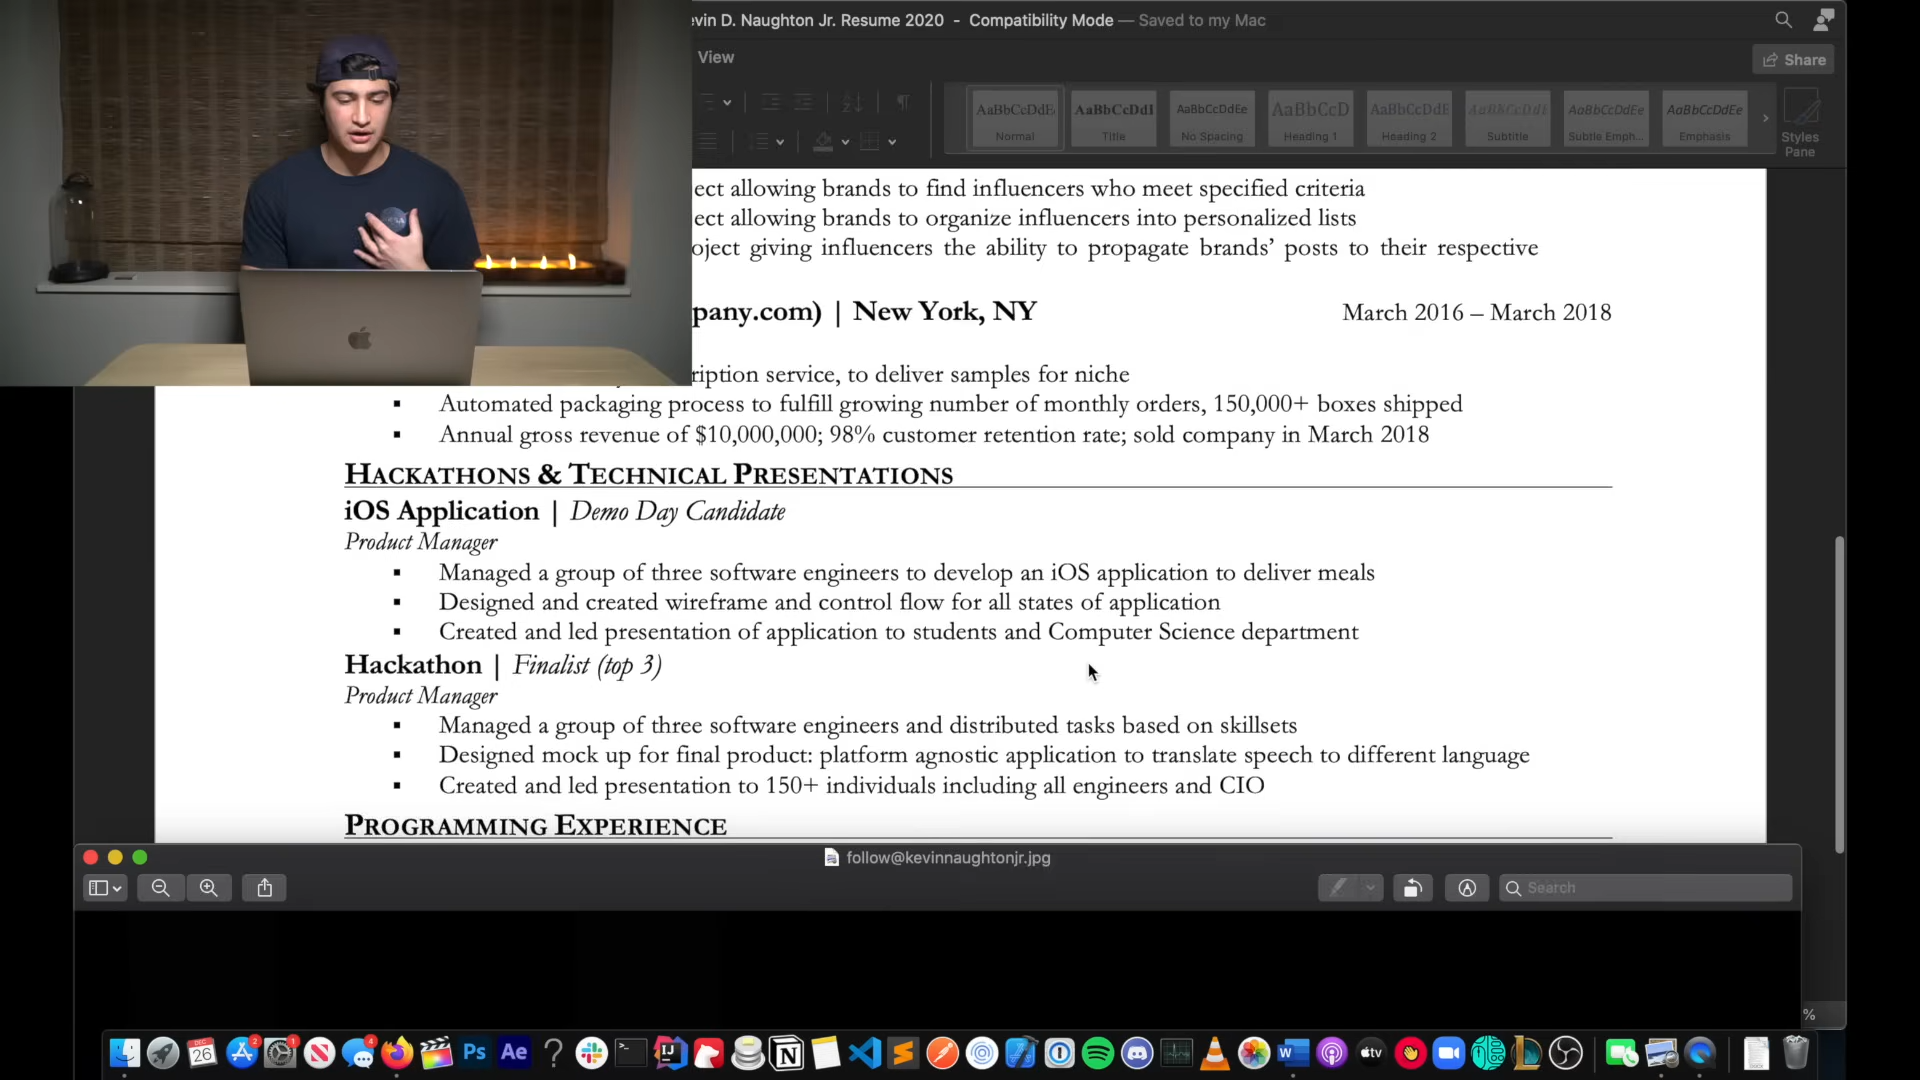 evin D. Naughton Jr. Resume 2020 - Compatibility Mode — Saved to my Mac
View
Share
AaBbCcDdEe
AaBbCcDdI
AaBbCcDdEe
AaBbCcD
AaBbCcDdE
AaBbCcDdI
AaBbCcDdEe
AaBbCcDdEe
Normal
Title
No Spacing
Heading 1
Heading 2
Subtitle
Subtle Emph...
Emphasis
Styles
Pane
ect allowing brands to find influencers who meet specified criteria
ect allowing brands to organize influencers into personalized lists
oject giving influencers the ability to propagate brands’ posts to their respective
pany.com) | New York, NY
March 2016 – March 2018
ription service, to deliver samples for niche
▪ Automated packaging process to fulfill growing number of monthly orders, 150,000+ boxes shipped
▪ Annual gross revenue of $10,000,000; 98% customer retention rate; sold company in March 2018
HACKATHONS & TECHNICAL PRESENTATIONS
iOS Application | Demo Day Candidate
Product Manager
▪ Managed a group of three software engineers to develop an iOS application to deliver meals
▪ Designed and created wireframe and control flow for all states of application
▪ Created and led presentation of application to students and Computer Science department
Hackathon | Finalist (top 3)
Product Manager
▪ Managed a group of three software engineers and distributed tasks based on skillsets
▪ Designed mock up for final product: platform agnostic application to translate speech to different language
▪ Created and led presentation to 150+ individuals including all engineers and CIO
PROGRAMMING EXPERIENCE
follow@kevinnaughtonjr.jpg
Search
%
DEC
26
2
1
4
Ps
Ae
?
IJ
N
W
tv